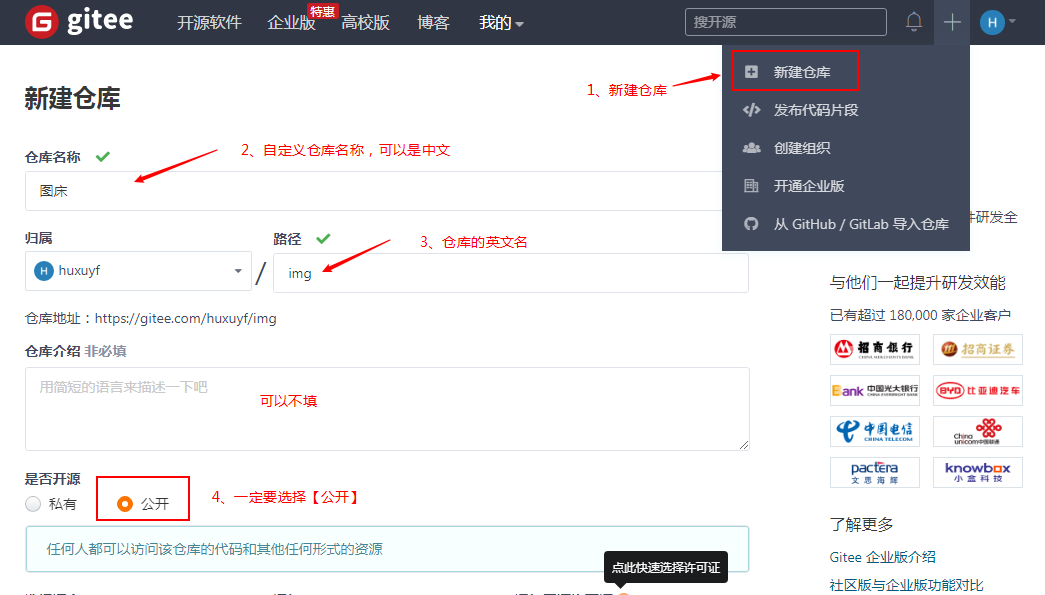 gitee 开源软件 企业版 特惠 高校版 博客 我的 搜开源 H
1、新建仓库
新建仓库
发布代码片段
创建组织
开通企业版
从 GitHub / GitLab 导入仓库
新建仓库
仓库名称
2、自定义仓库名称，可以是中文
图床
归属
路径
3、仓库的英文名
H huxuyf
/
img
仓库地址：https://gitee.com/huxuyf/img
仓库介绍 非必填
用简短的语言来描述一下吧
可以不填
是否开源
私有
公开
4、一定要选择【公开】
任何人都可以访问该仓库的代码和其他任何形式的资源
点此快速选择许可证
研发全
与他们一起提升研发效能
已有超过 180,000 家企业客户
招商银行
CHINA MERCHANTS BANK
招商证券
Bank 中国光大银行
CHINA EVERBRIGHT BANK
BYD 比亚迪汽车
中国电信
CHINA TELECOM
China
unicom中国联通
pactera
文思海辉
knowbox
小盒科技
了解更多
Gitee 企业版介绍
社区版与企业版功能对比